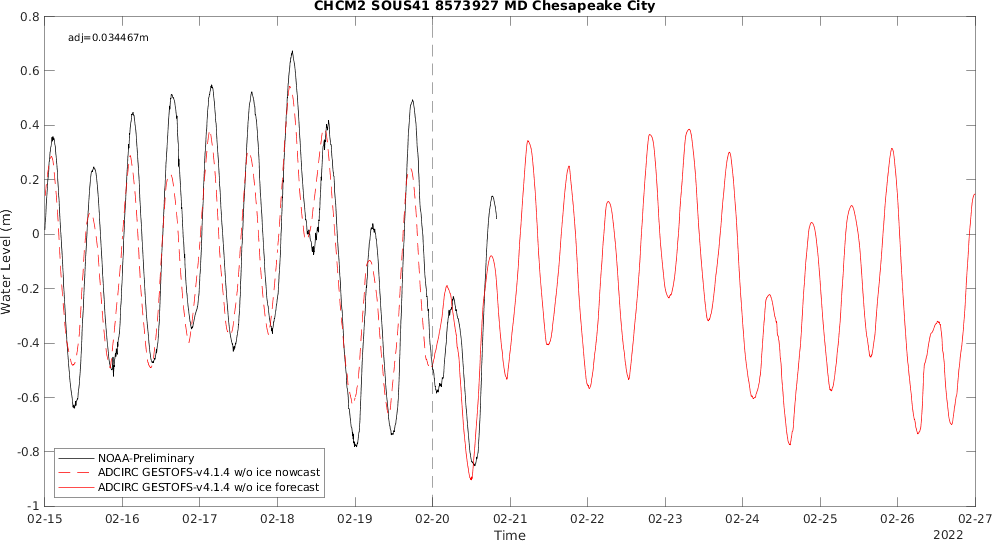 CHCM2 SOUS41 8573927 MD Chesapeake City
adj=0.034467m
0.8
0.6
0.4
0.2
0
-0.2
-0.4
-0.6
-0.8
-1
Water Level (m)
NOAA-Preliminary
ADCIRC GESTOFS-v4.1.4 w/o ice nowcast
ADCIRC GESTOFS-v4.1.4 w/o ice forecast
02-15 02-16 02-17 02-18 02-19 02-20 02-21 02-22 02-23 02-24 02-25 02-26 02-27
Time
2022